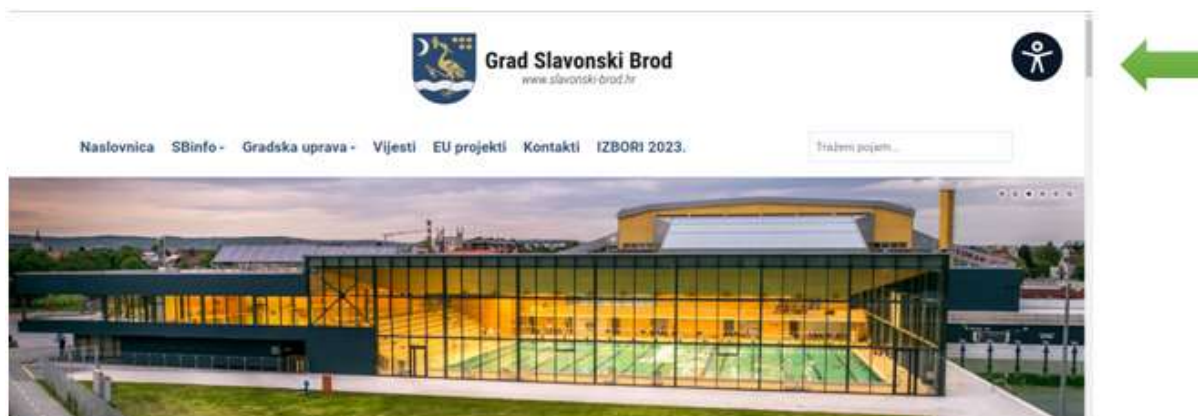 Grad Slavonski Brod
www.slavonski-brod.hr
Naslovnica SBinfo Gradska uprava Vijesti EU projekti Kontakti IZBORI 2023.
Traženi pojam...